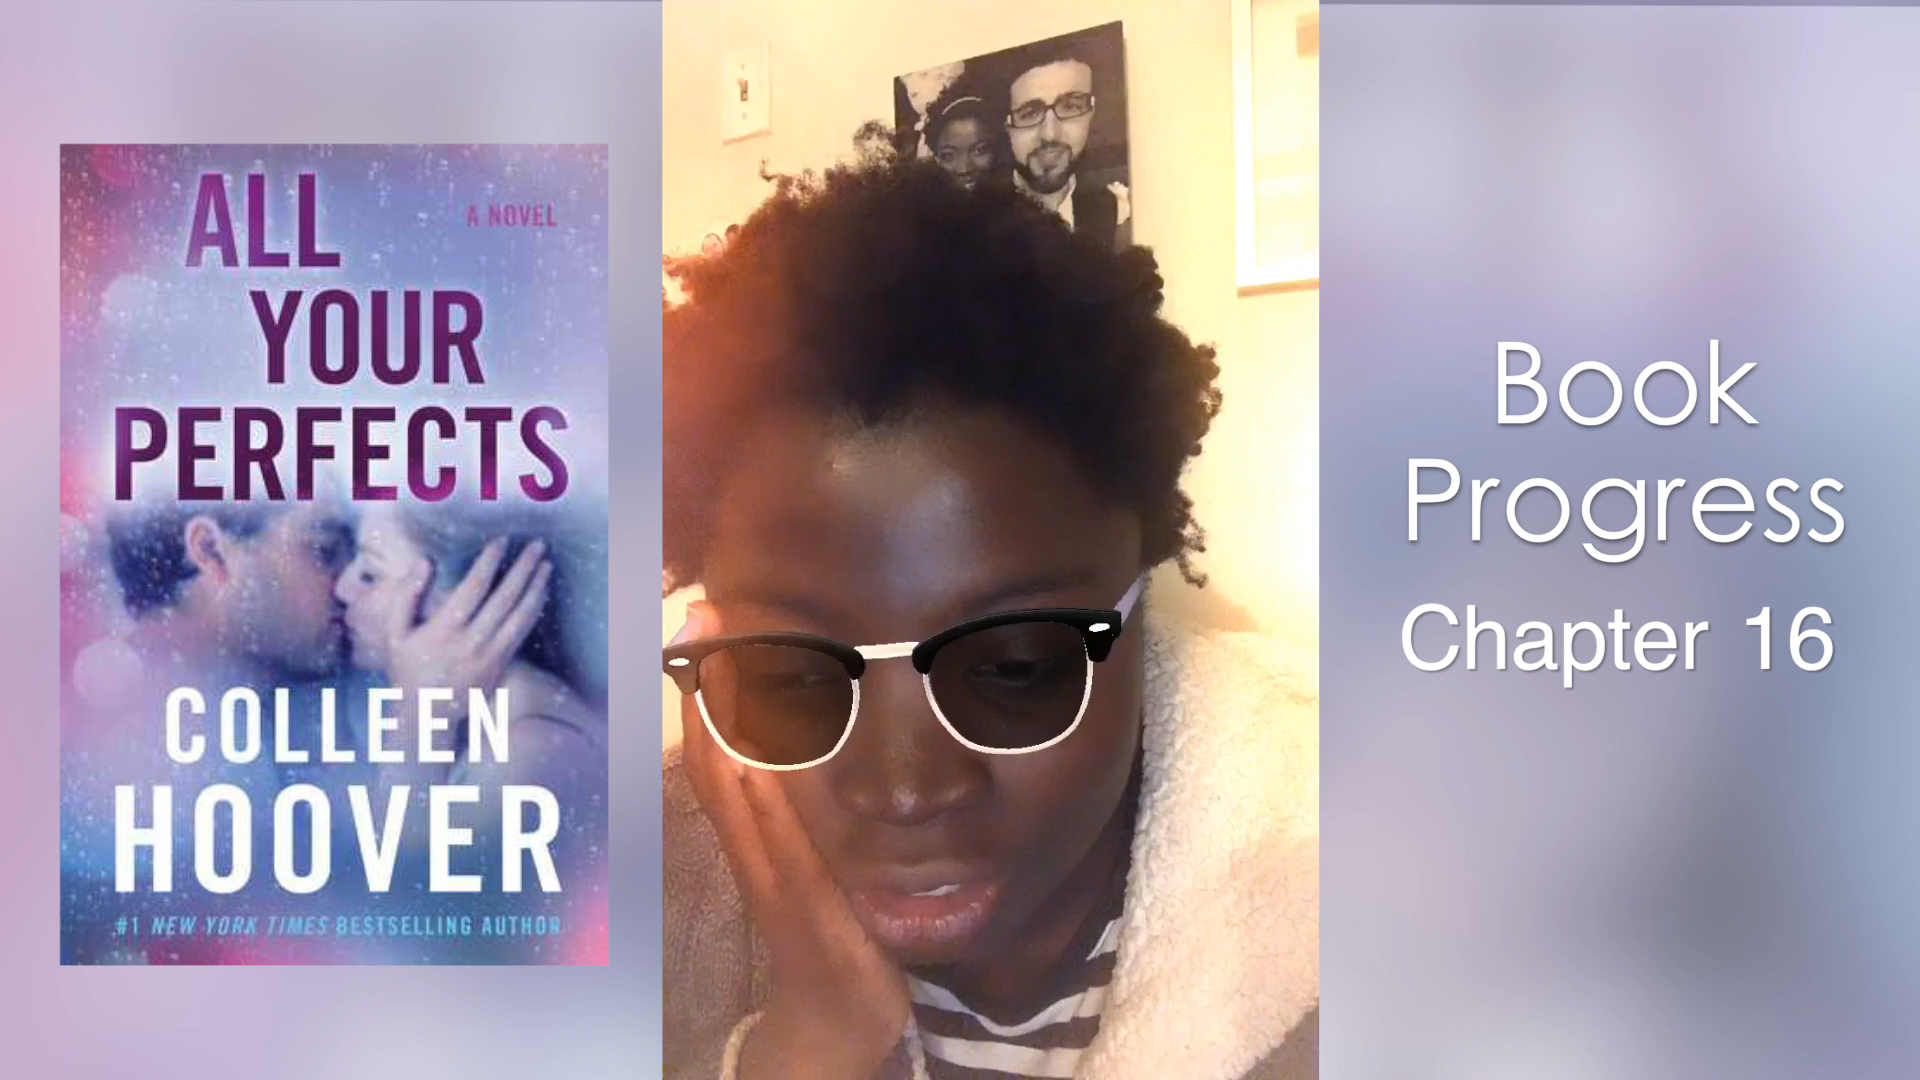 ALL
A NOVEL
YOUR
PERFECTS
COLLEEN
HOOVER
#1 NEW YORK TIMES BESTSELLING AUTHOR
Book
Progress
Chapter 16